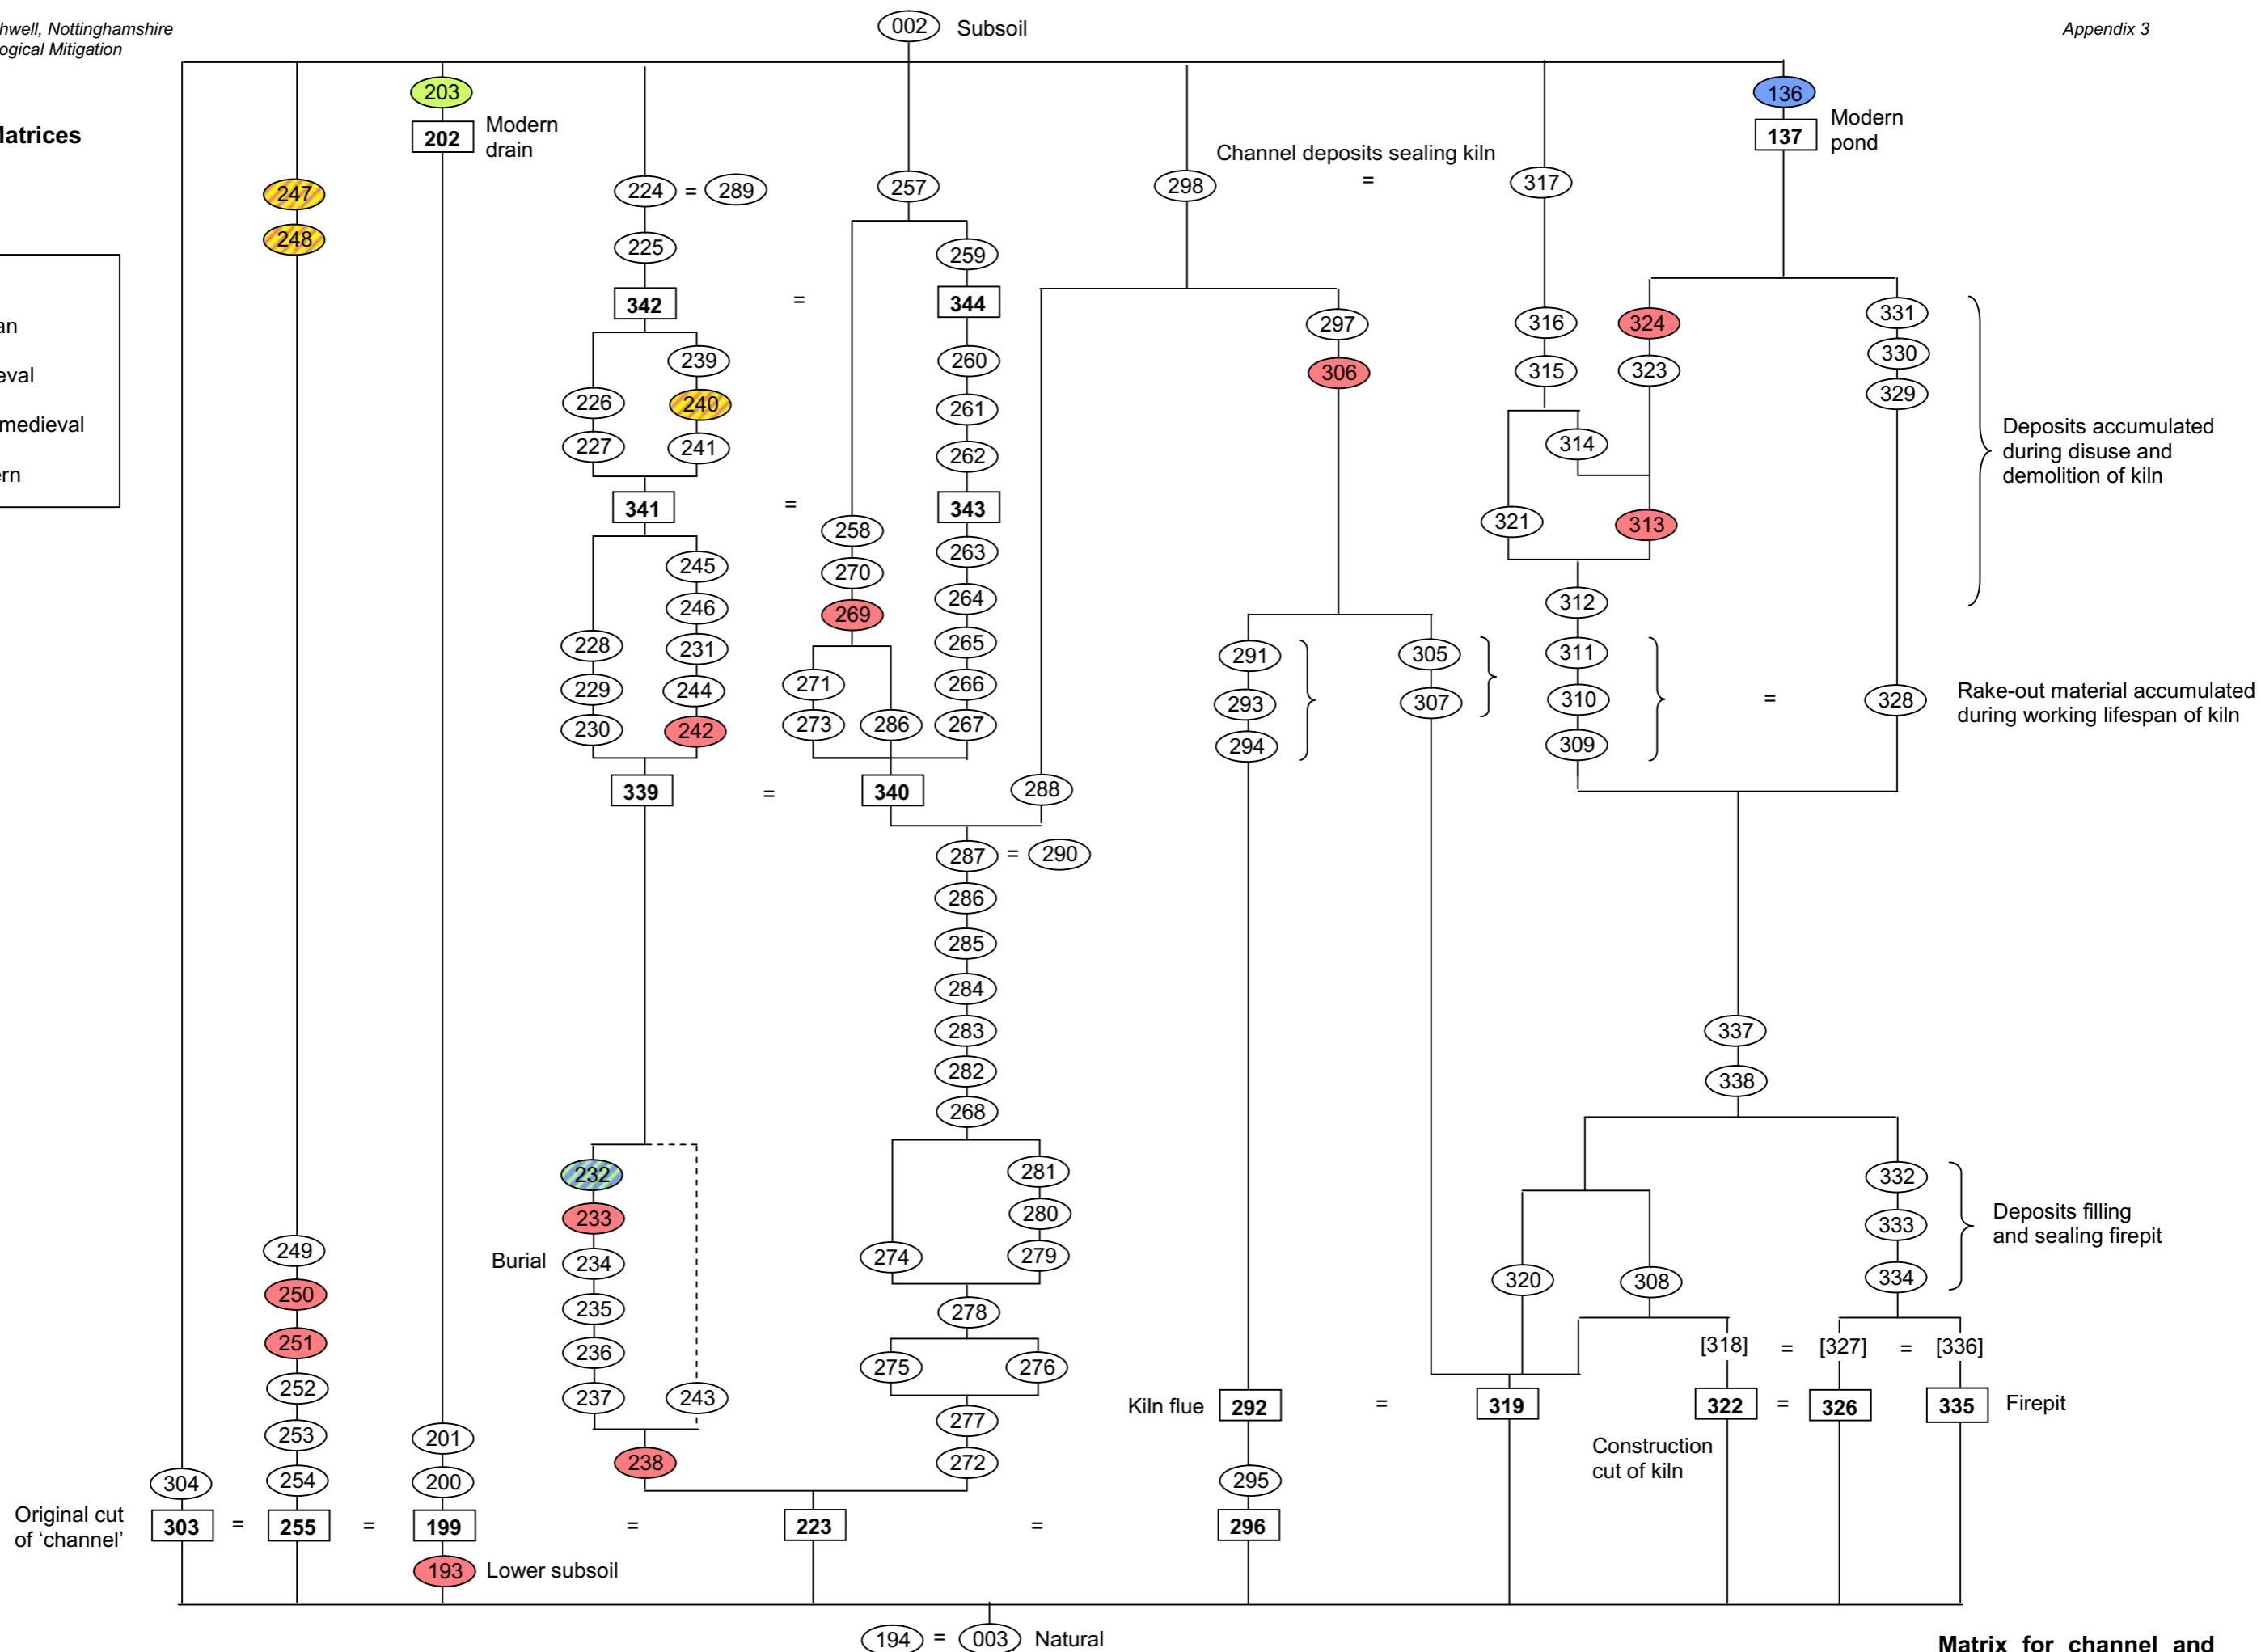 hwell, Nottinghamshire
ogical Mitigation
Appendix 3
002 Subsoil
Matrices
an
eval
medieval
ern
203
202 Modern
drain
136
137 Modern
pond
Channel deposits sealing kiln
247
248
224 = 289
257
298 = 317
225
259
342 = 344
239
260
297
316
324
331
330
306
315
323
329
226
240
261
227
241
262
314
Deposits accumulated
during disuse and
demolition of kiln
341 = 343
258
321
313
245
270
263
246
269
264
312
228
231
265
291
305
311
229
244
271
266
293
307
310 = 328
Rake-out material accumulated
during working lifespan of kiln
230
242
273
286
267
294
309
339 = 340
288
287 = 290
286
285
284
283
337
282
338
268
232
281
332
233
280
333
Deposits filling
and sealing firepit
Burial
234
274
279
320
308
334
235
278
236
275
276
[318] = [327] = [336]
249
250
251
252
237
243
Kiln flue 292 = 319
322 = 326
335 Firepit
253
201
277
Construction
cut of kiln
254
200
238
272
295
304
Original cut
of ‘channel’
303 = 255 = 199 = 223 = 296
193 Lower subsoil
194 = 003 Natural
Matrix for channel and